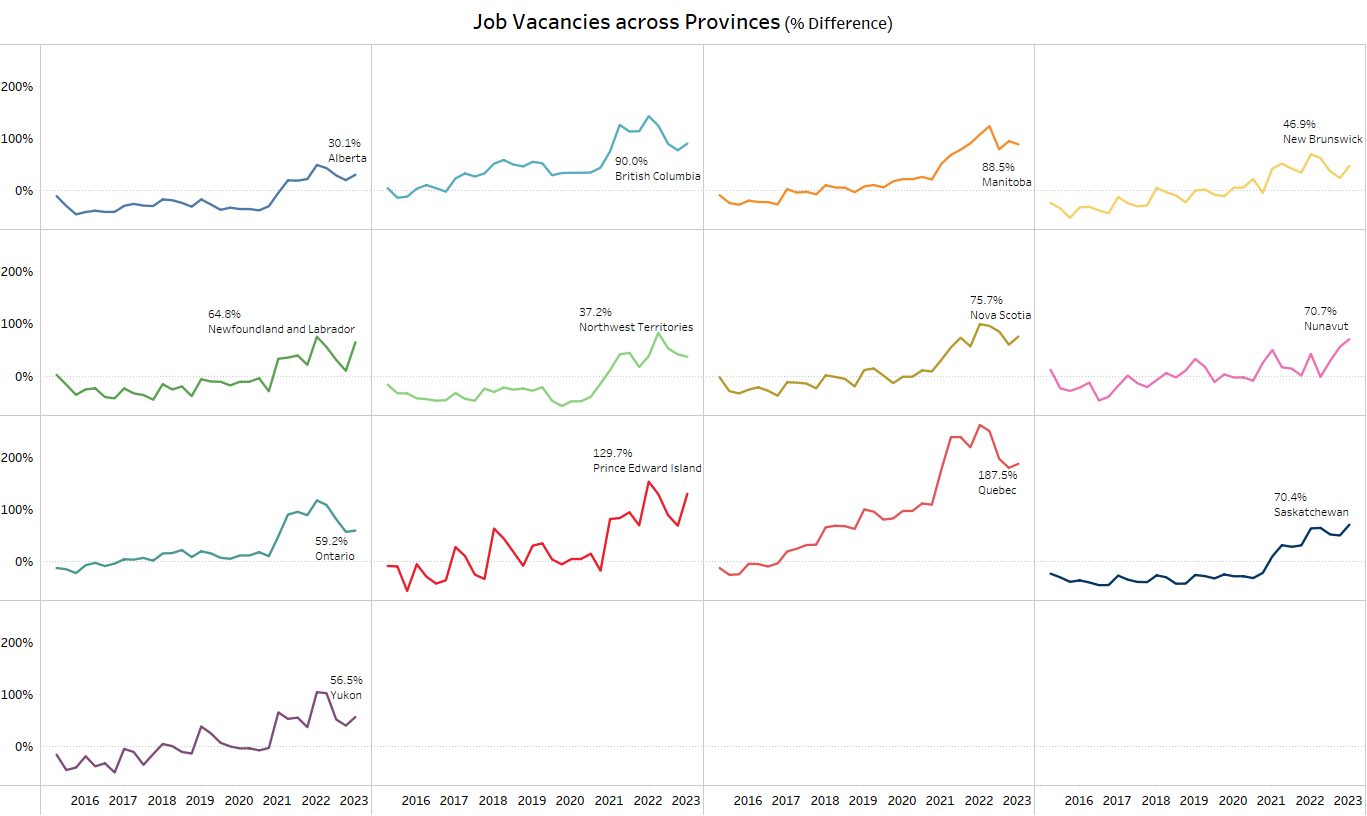 Job Vacancies across Provinces (% Difference)
200%
100%
0%
30.1%
Alberta
90.0%
British Columbia
88.5%
Manitoba
46.9%
New Brunswick
200%
100%
0%
64.8%
Newfoundland and Labrador
37.2%
Northwest Territories
75.7%
Nova Scotia
70.7%
Nunavut
200%
100%
0%
59.2%
Ontario
129.7%
Prince Edward Island
187.5%
Quebec
70.4%
Saskatchewan
200%
100%
0%
56.5%
Yukon
2016 2017 2018 2019 2020 2021 2022 2023
2016 2017 2018 2019 2020 2021 2022 2023
2016 2017 2018 2019 2020 2021 2022 2023
2016 2017 2018 2019 2020 2021 2022 2023